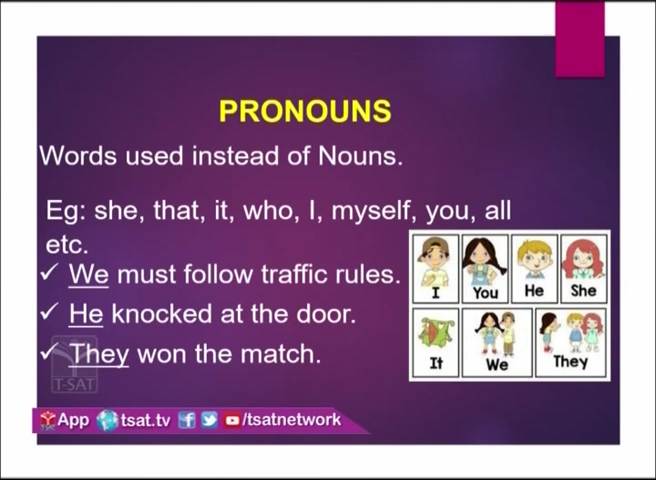 PRONOUNS
Words used instead of Nouns.
Eg: she, that, it, who, I, myself, you, all
etc.
✓ We must follow traffic rules.
✓ He knocked at the door.
✓ They won the match.
I You He She
It We They
T-SAT
App tsat.tv /tsatnetwork